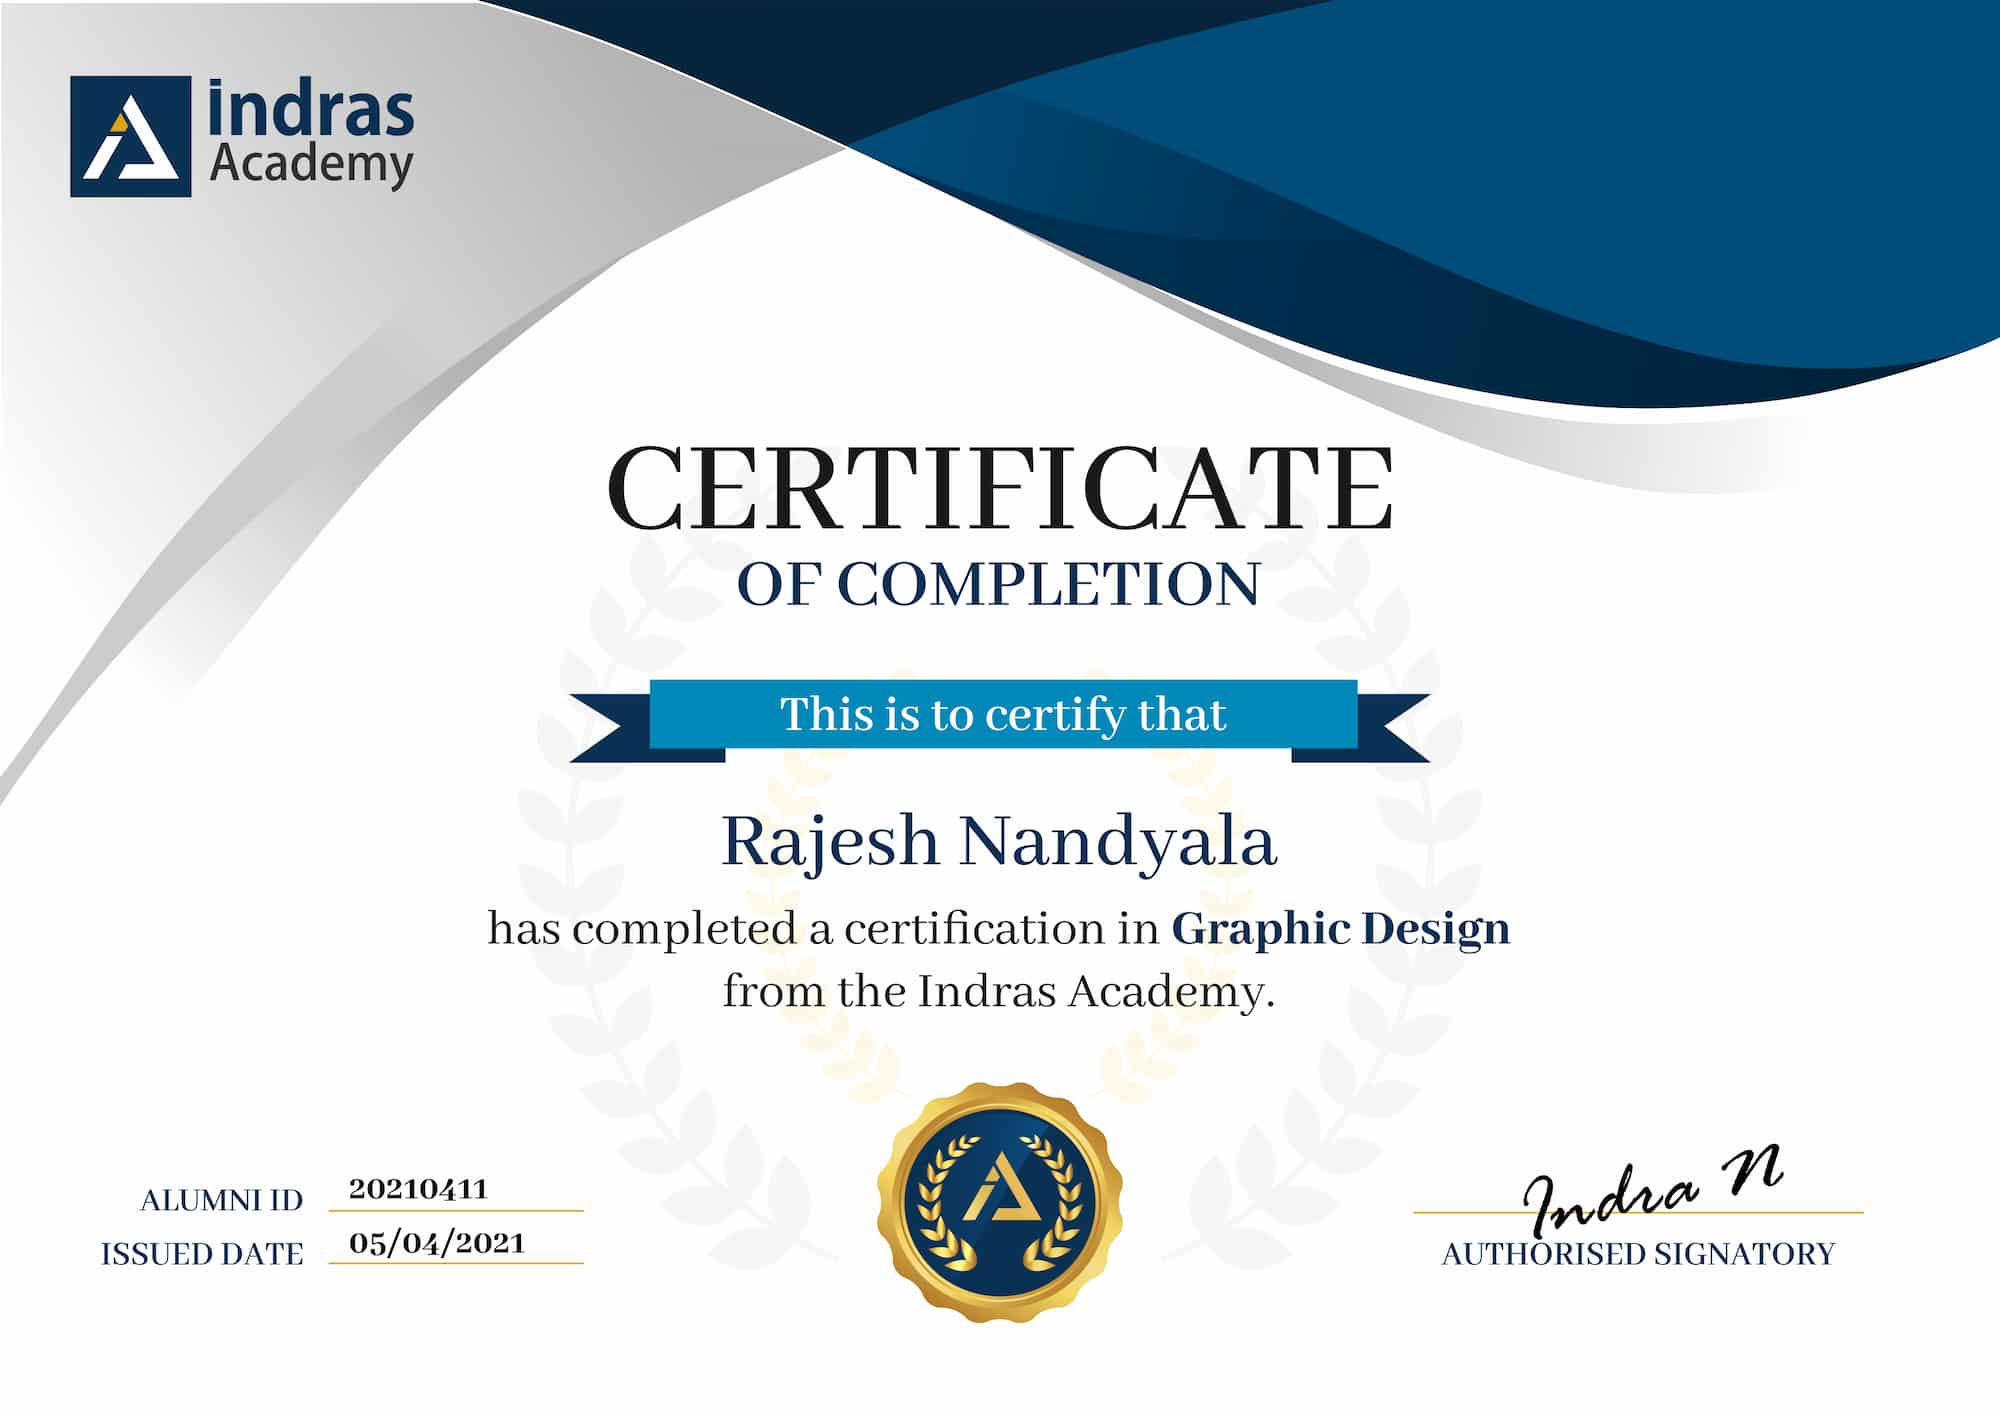 indras
Academy
CERTIFICATE
OF COMPLETION
This is to certify that
Rajesh Nandyala
has completed a certification in Graphic Design
from the Indras Academy.
ALUMNI ID 20210411
ISSUED DATE 05/04/2021
Indra N
AUTHORISED SIGNATORY